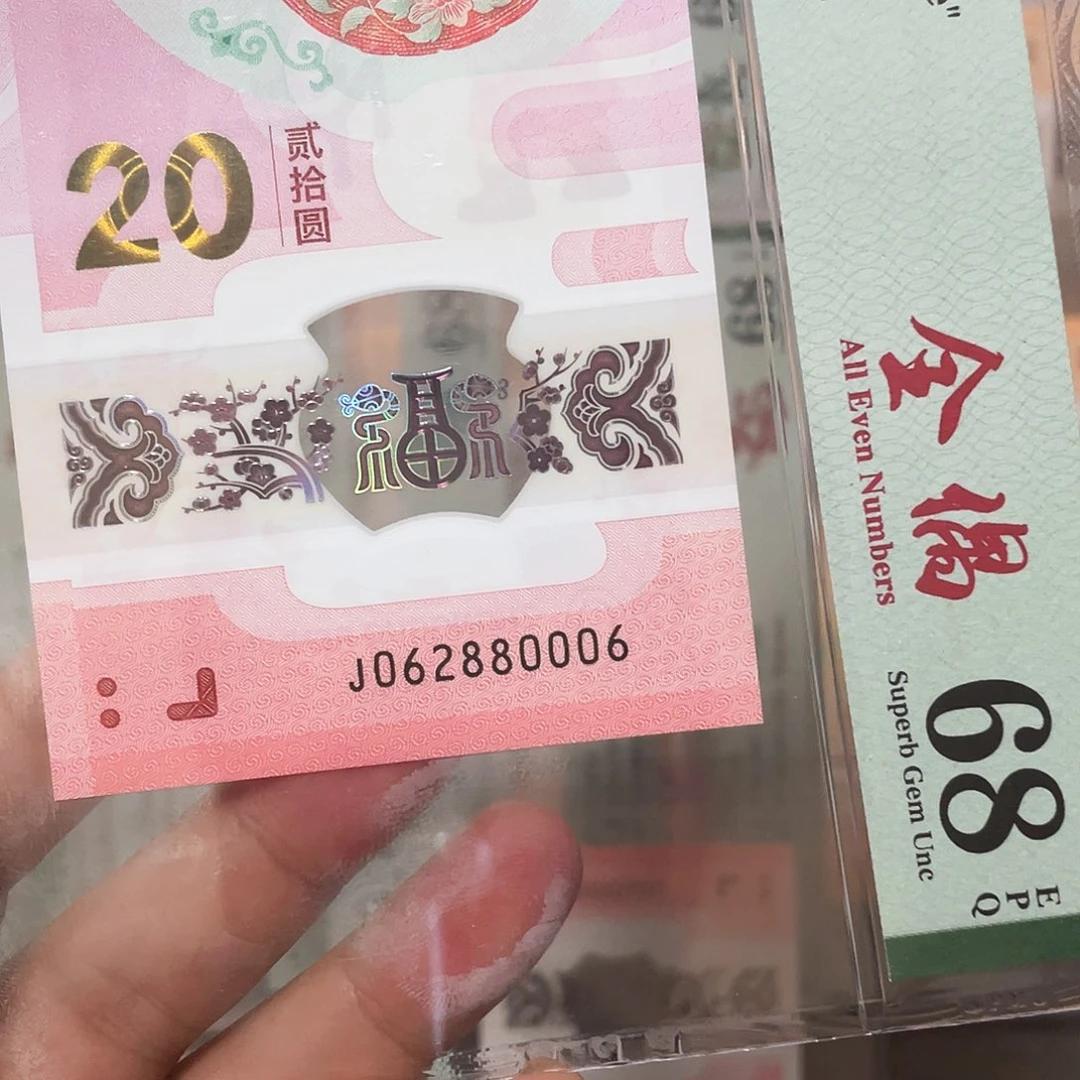 20
贰拾圆
福
J062880006
全偶
All Even Numbers
68
EPQ
Superb Gem Unc